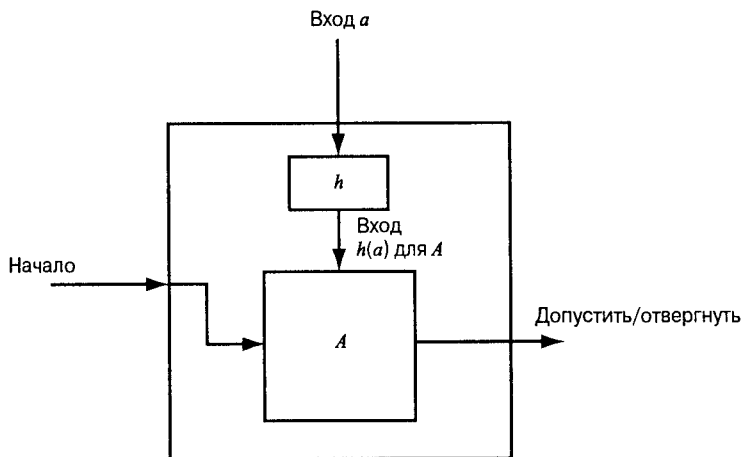 Вход a
h
Вход
h(a) для A
Начало
Допустить/отвергнуть
A